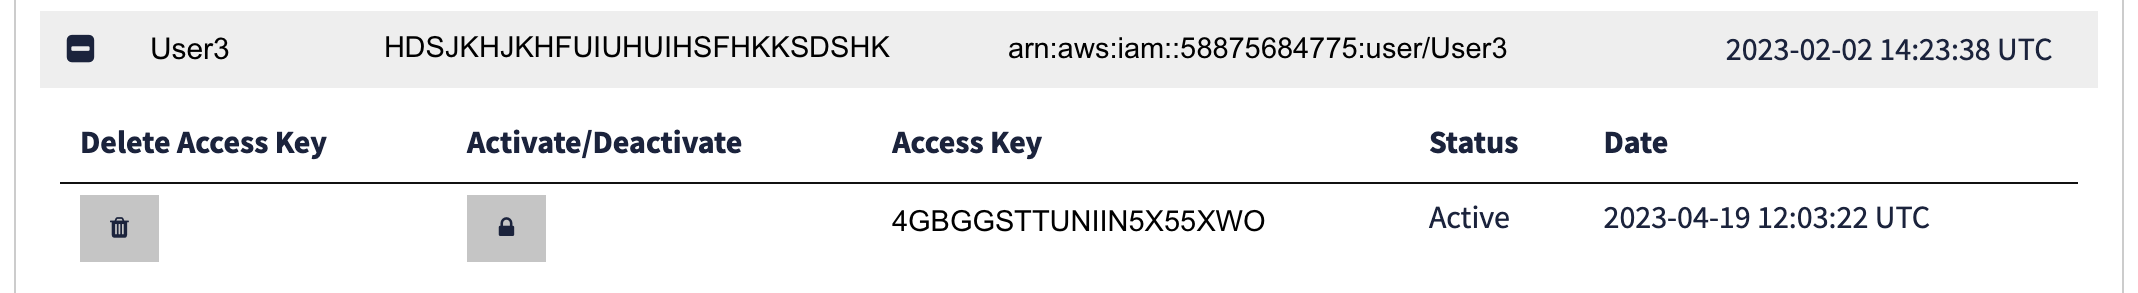 User3 HDSJKHJKHFUIUHUIHSFHKKSDSHK arn:aws:iam::58875684775:user/User3 2023-02-02 14:23:38 UTC
Delete Access Key Activate/Deactivate Access Key Status Date
4GBGGSTTUNIIN5X55XWO Active 2023-04-19 12:03:22 UTC